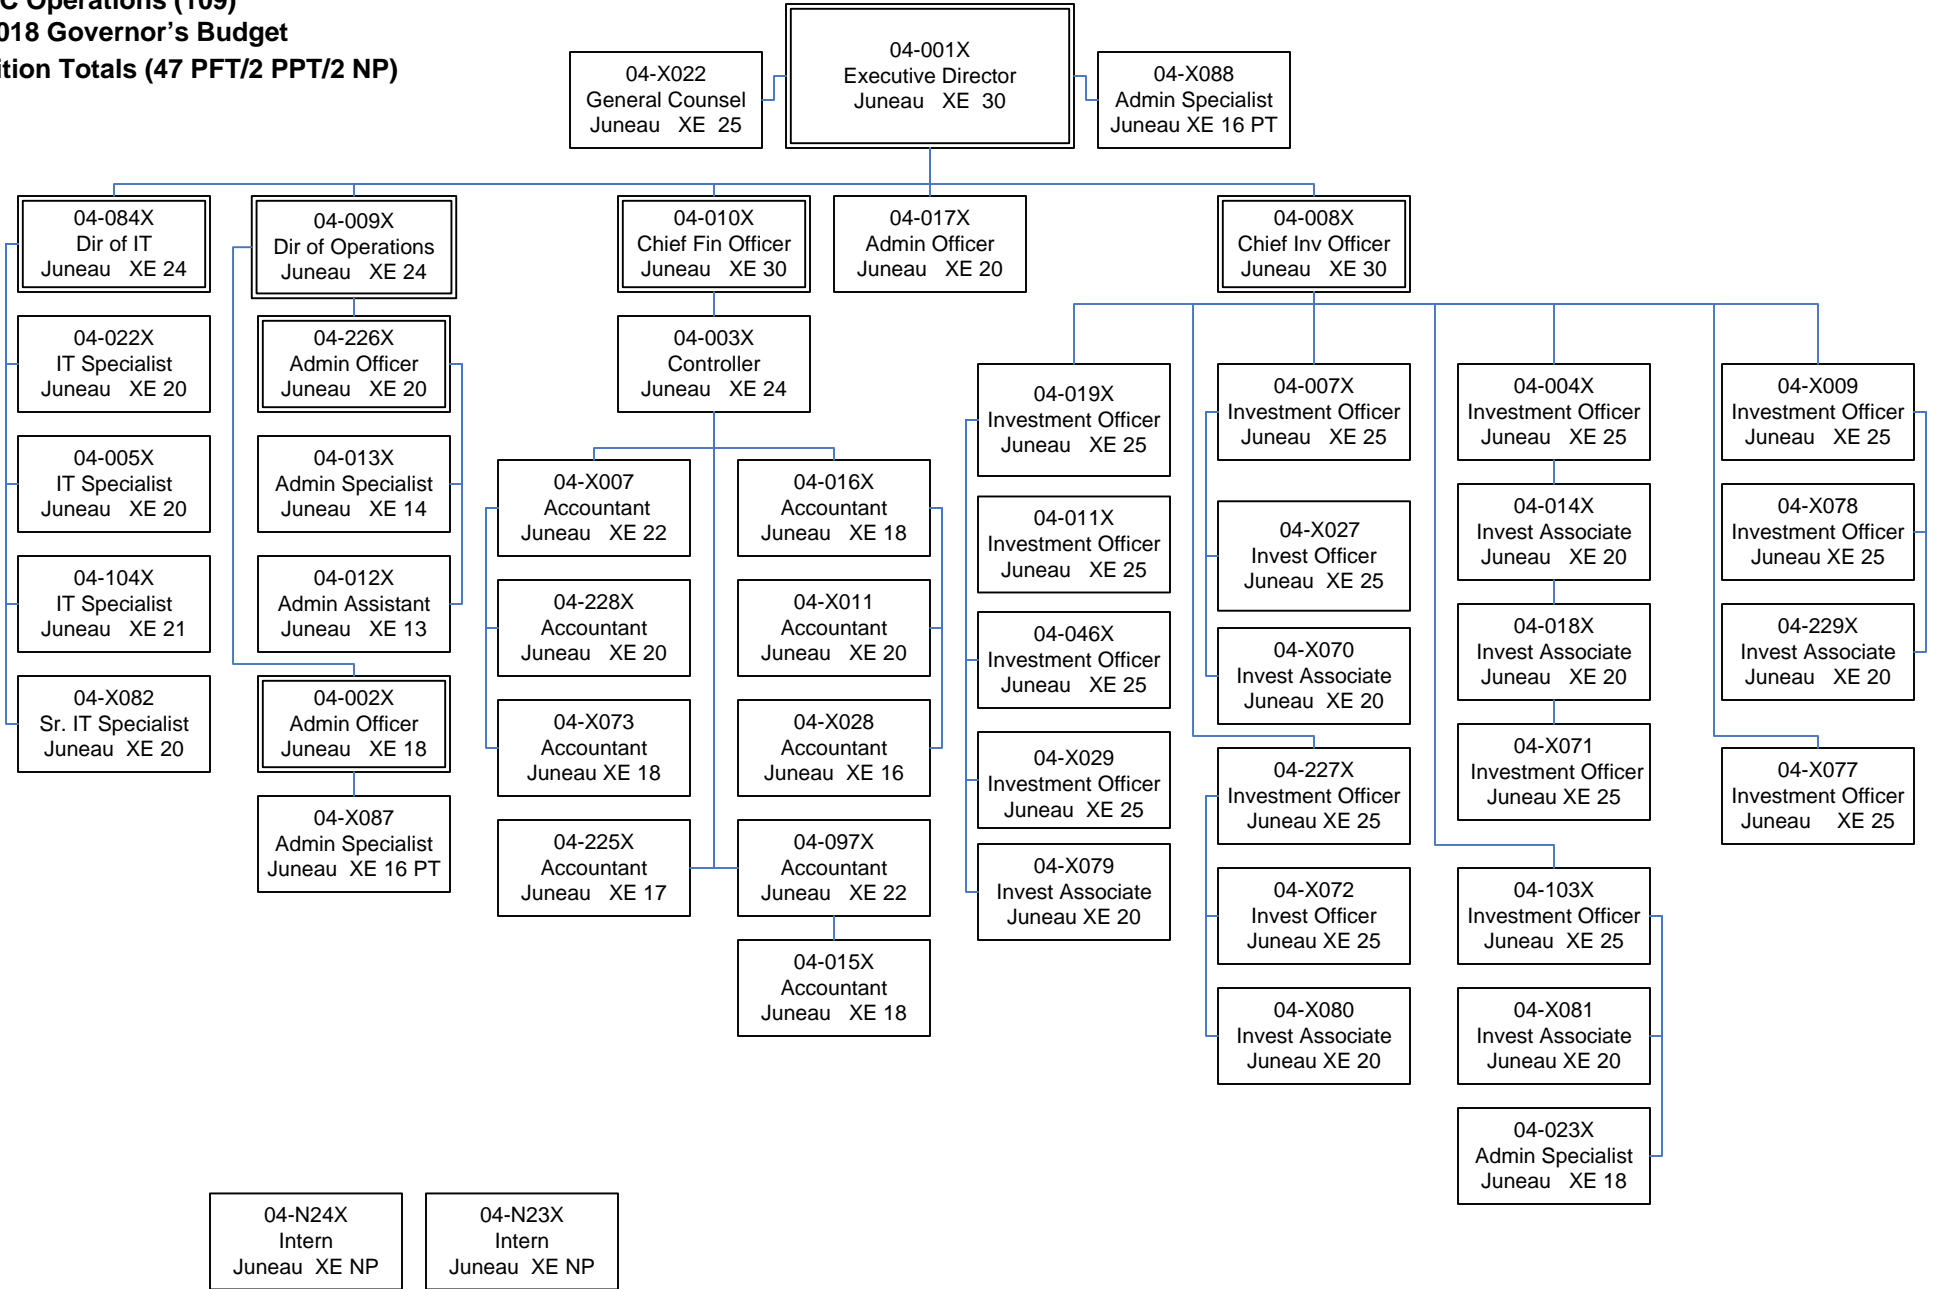 C Operations (109)
018 Governor's Budget
ition Totals (47 PFT/2 PPT/2 NP)
04-001X
Executive Director
Juneau XE 30
04-X022
General Counsel
Juneau XE 25
04-X088
Admin Specialist
Juneau XE 16 PT
04-084X
Dir of IT
Juneau XE 24
04-009X
Dir of Operations
Juneau XE 24
04-010X
Chief Fin Officer
Juneau XE 30
04-017X
Admin Officer
Juneau XE 20
04-008X
Chief Inv Officer
Juneau XE 30
04-022X
IT Specialist
Juneau XE 20
04-005X
IT Specialist
Juneau XE 20
04-104X
IT Specialist
Juneau XE 21
04-X082
Sr. IT Specialist
Juneau XE 20
04-226X
Admin Officer
Juneau XE 20
04-013X
Admin Specialist
Juneau XE 14
04-012X
Admin Assistant
Juneau XE 13
04-002X
Admin Officer
Juneau XE 18
04-X087
Admin Specialist
Juneau XE 16 PT
04-003X
Controller
Juneau XE 24
04-X007
Accountant
Juneau XE 22
04-228X
Accountant
Juneau XE 20
04-X073
Accountant
Juneau XE 18
04-225X
Accountant
Juneau XE 17
04-016X
Accountant
Juneau XE 18
04-X011
Accountant
Juneau XE 20
04-X028
Accountant
Juneau XE 16
04-097X
Accountant
Juneau XE 22
04-015X
Accountant
Juneau XE 18
04-019X
Investment Officer
Juneau XE 25
04-011X
Investment Officer
Juneau XE 25
04-046X
Investment Officer
Juneau XE 25
04-X029
Investment Officer
Juneau XE 25
04-X079
Invest Associate
Juneau XE 20
04-007X
Investment Officer
Juneau XE 25
04-X027
Invest Officer
Juneau XE 25
04-X070
Invest Associate
Juneau XE 20
04-227X
Investment Officer
Juneau XE 25
04-X072
Invest Officer
Juneau XE 25
04-X080
Invest Associate
Juneau XE 20
04-004X
Investment Officer
Juneau XE 25
04-014X
Invest Associate
Juneau XE 20
04-018X
Invest Associate
Juneau XE 20
04-X071
Investment Officer
Juneau XE 25
04-103X
Investment Officer
Juneau XE 25
04-X081
Invest Associate
Juneau XE 20
04-023X
Admin Specialist
Juneau XE 18
04-X009
Investment Officer
Juneau XE 25
04-X078
Investment Officer
Juneau XE 25
04-229X
Invest Associate
Juneau XE 20
04-X077
Investment Officer
Juneau XE 25
04-N24X
Intern
Juneau XE NP
04-N23X
Intern
Juneau XE NP